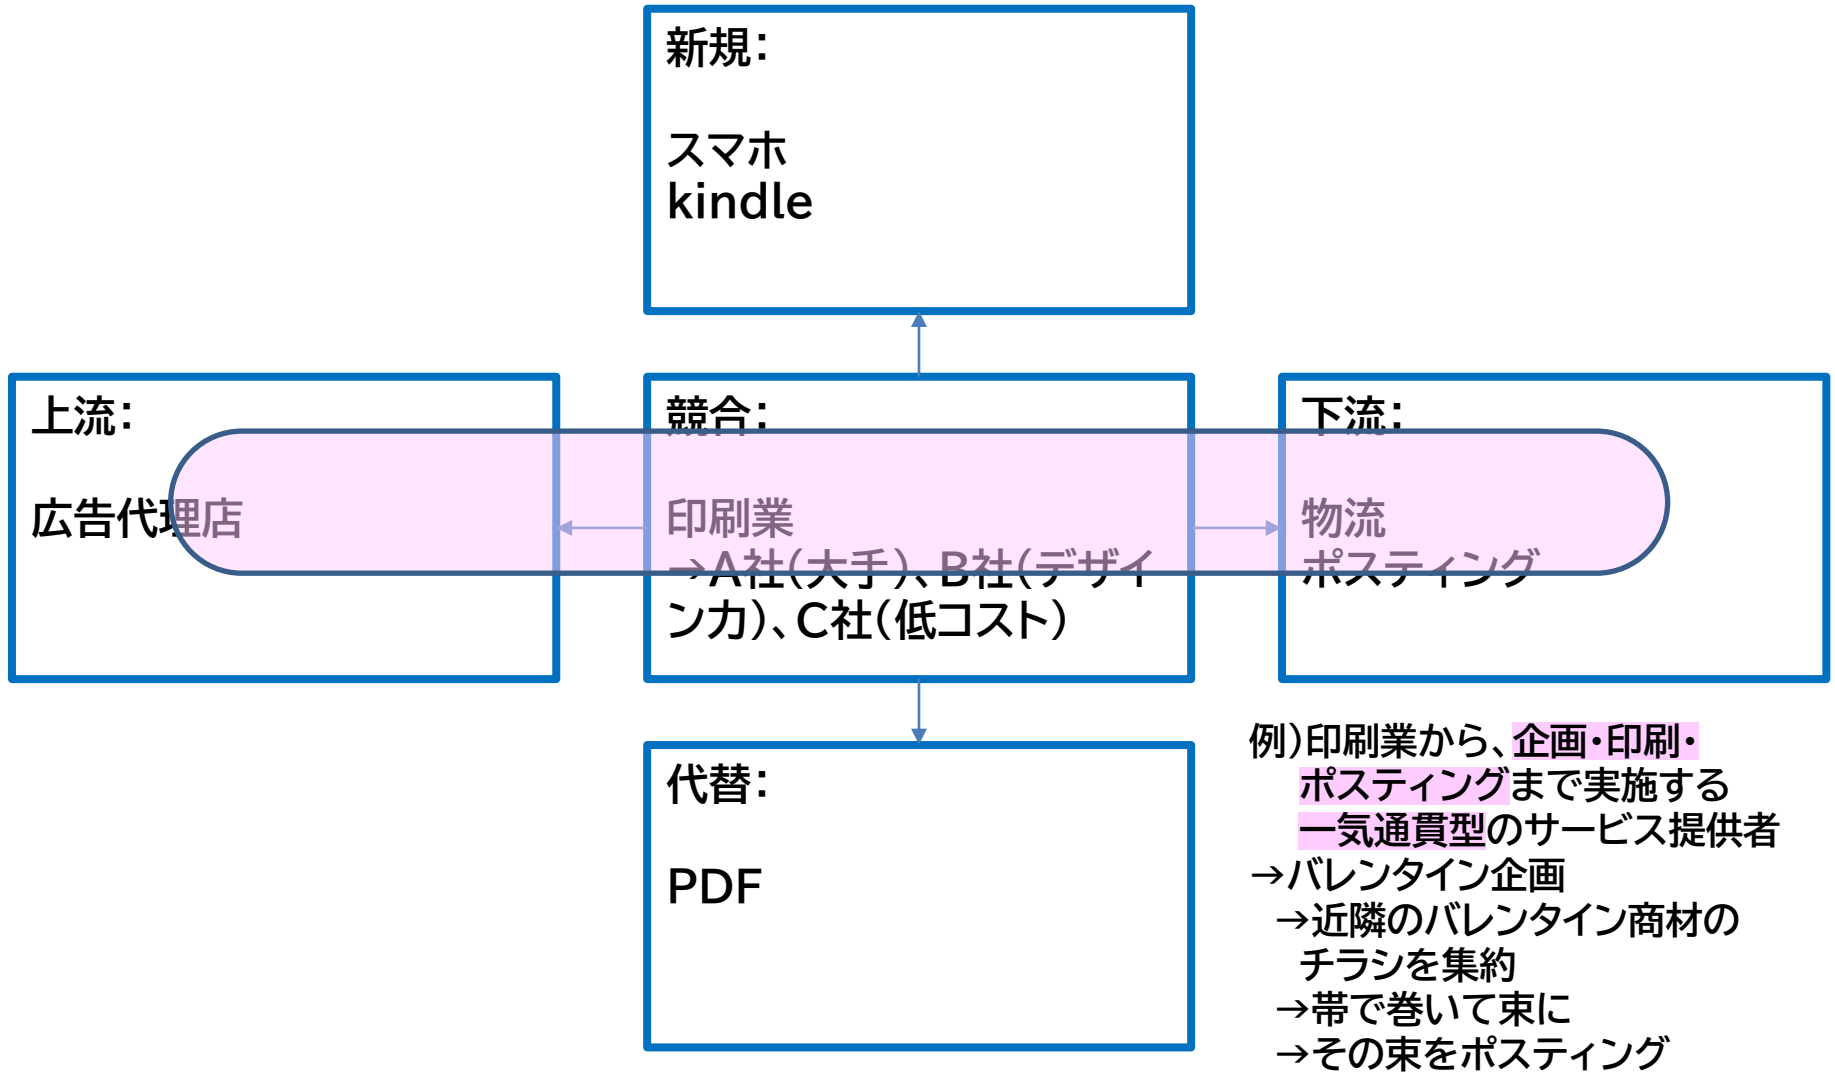 新規：
スマホ
kindle
上流：
広告代理店
競合：
印刷業
→A社（大手）、B社（デザイ
ン力）、C社（低コスト）
下流：
物流
ポスティング
代替：
PDF
例）印刷業から、企画・印刷・
ポスティングまで実施する
一気通貫型のサービス提供者
→バレンタイン企画
→近隣のバレンタイン商材の
チラシを集約
→帯で巻いて束に
→その束をポスティング